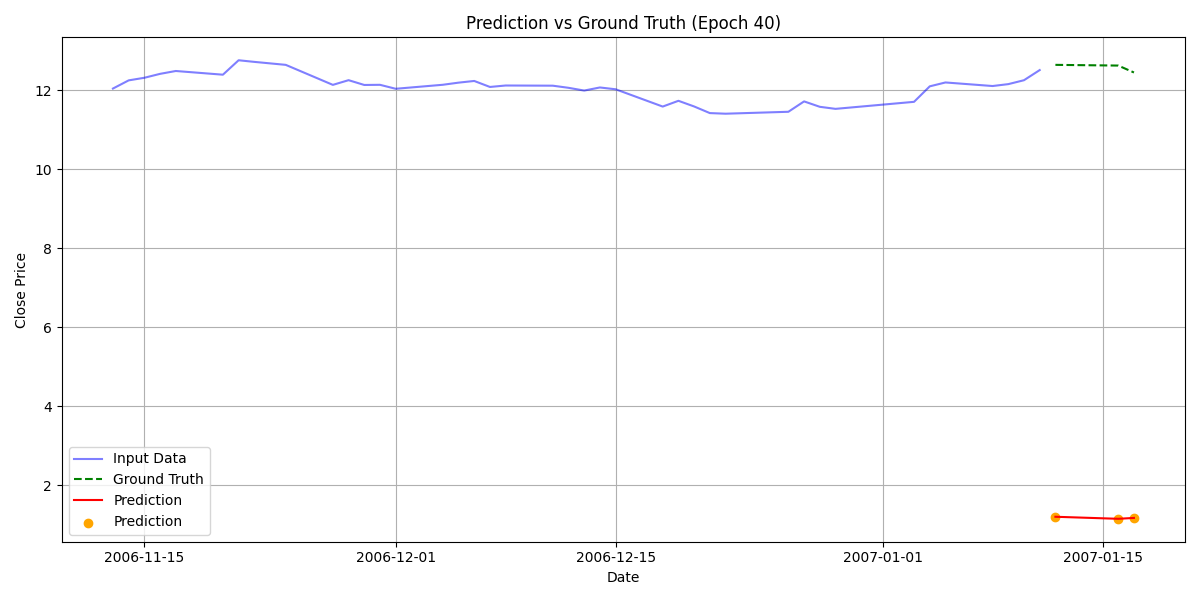 Prediction vs Ground Truth (Epoch 40)
Close Price
12
10
8
6
4
2
Input Data
Ground Truth
Prediction
Prediction
2006-11-15
2006-12-01
2006-12-15
2007-01-01
2007-01-15
Date